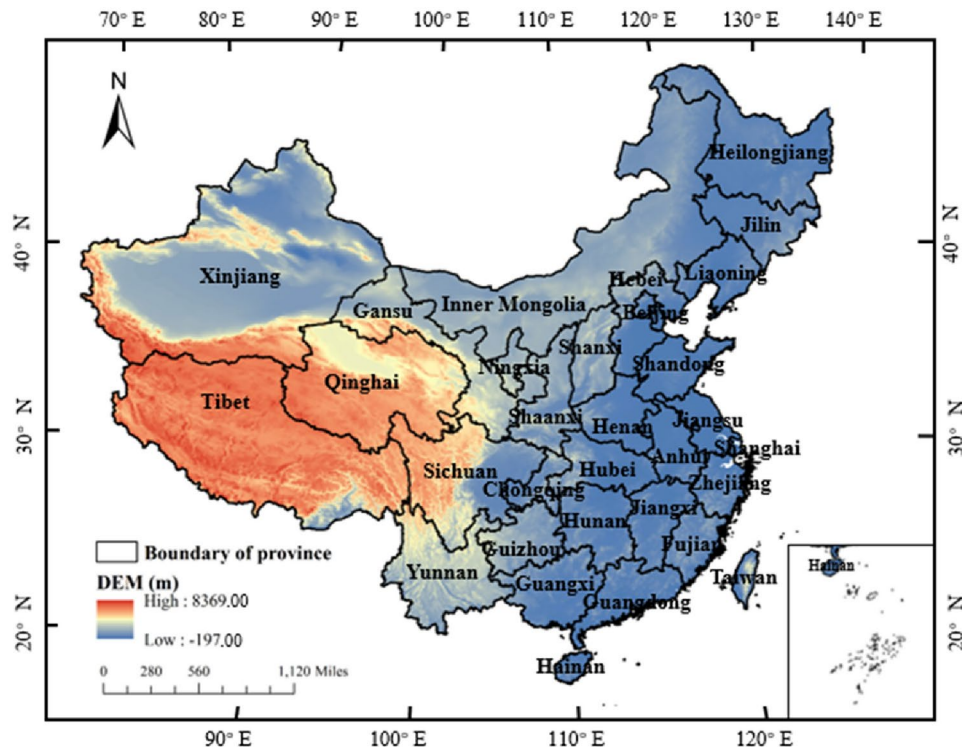 70° E 80° E 90° E 100° E 110° E 120° E 130° E 140° E
N
40° N
30° N
20° N
40° N
30° N
20° N
Heilongjiang
Jilin
Liaoning
Xinjiang
Hebei
Gansu
Inner Mongolia
Beijing
Shanxi
Ningxia
Shandong
Qinghai
Tibet
Shaanxi
Henan
Jiangsu
Shanghai
Anhui
Sichuan
Hubei
Zhejiang
Chongqing
Jiangxi
Hunan
Fujian
Guizhou
Yunnan
Guangxi
Taiwan
Guangdong
Hainan
Hainan
Boundary of province
DEM (m)
High : 8369.00
Low : -197.00
0 280 560 1,120 Miles
90° E 100° E 110° E 120° E